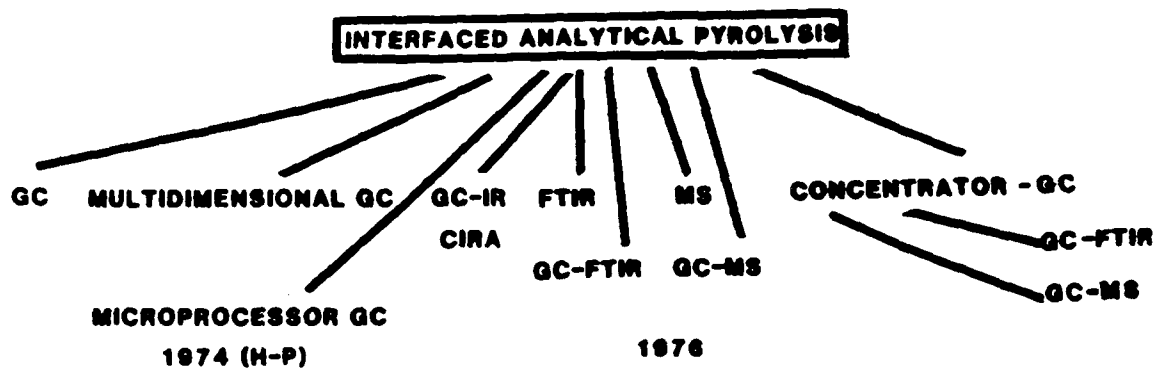 INTERFACED ANALYTICAL PYROLYSIS
GC MULTIDIMENSIONAL GC GC-IR FTIR MS CONCENTRATOR - GC
CIRA GC-FTIR
GC-FTIR GC-MS
GC-MS
MICROPROCESSOR GC
1974 (H-P) 1976